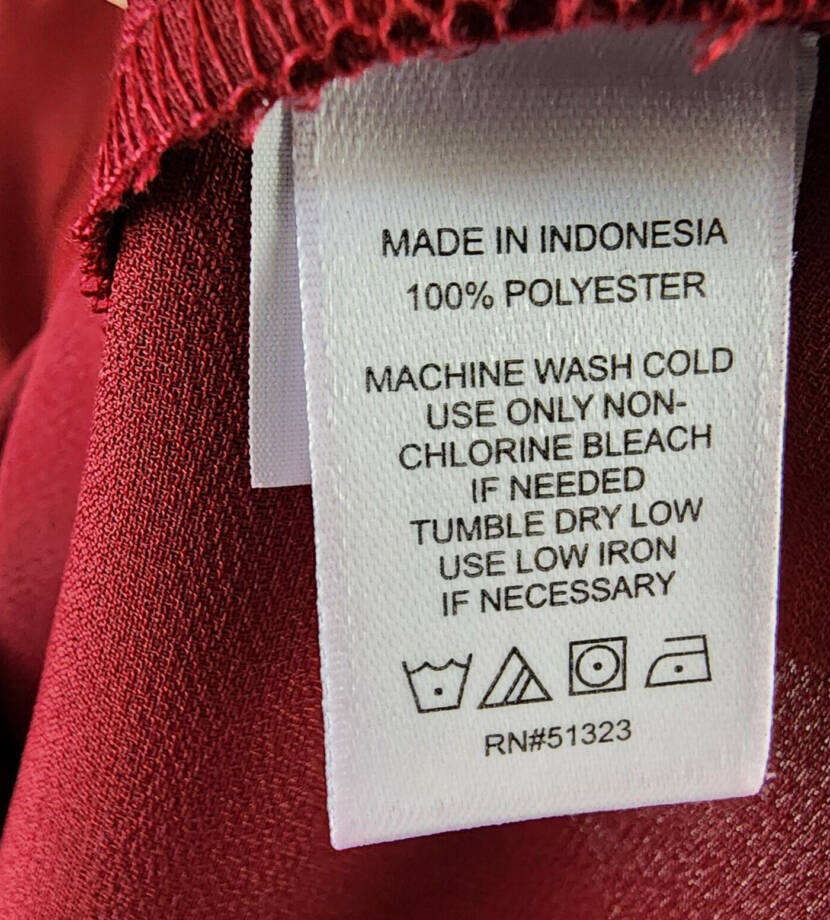 MADE IN INDONESIA
100% POLYESTER
MACHINE WASH COLD
USE ONLY NON-
CHLORINE BLEACH
IF NEEDED
TUMBLE DRY LOW
USE LOW IRON
IF NECESSARY
RN#51323